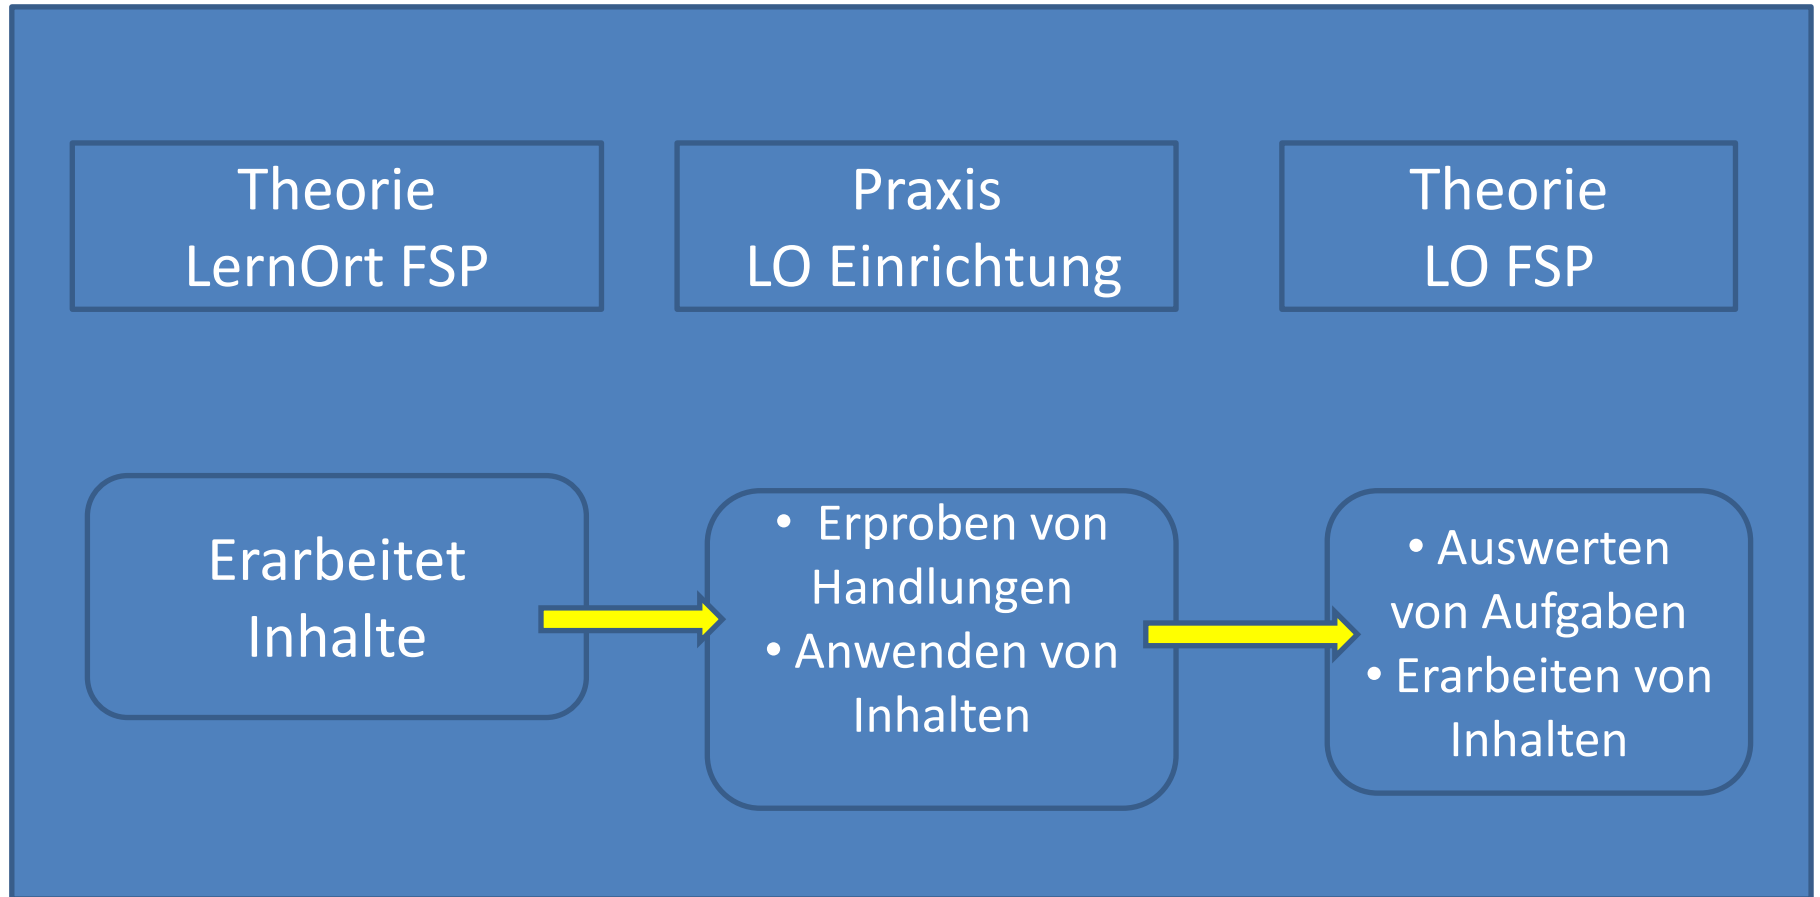 Theorie
LernOrt FSP
Praxis
LO Einrichtung
Theorie
LO FSP
Erarbeitet
Inhalte
• Erproben von
Handlungen
• Anwenden von
Inhalten
• Auswerten
von Aufgaben
• Erarbeiten von
Inhalten